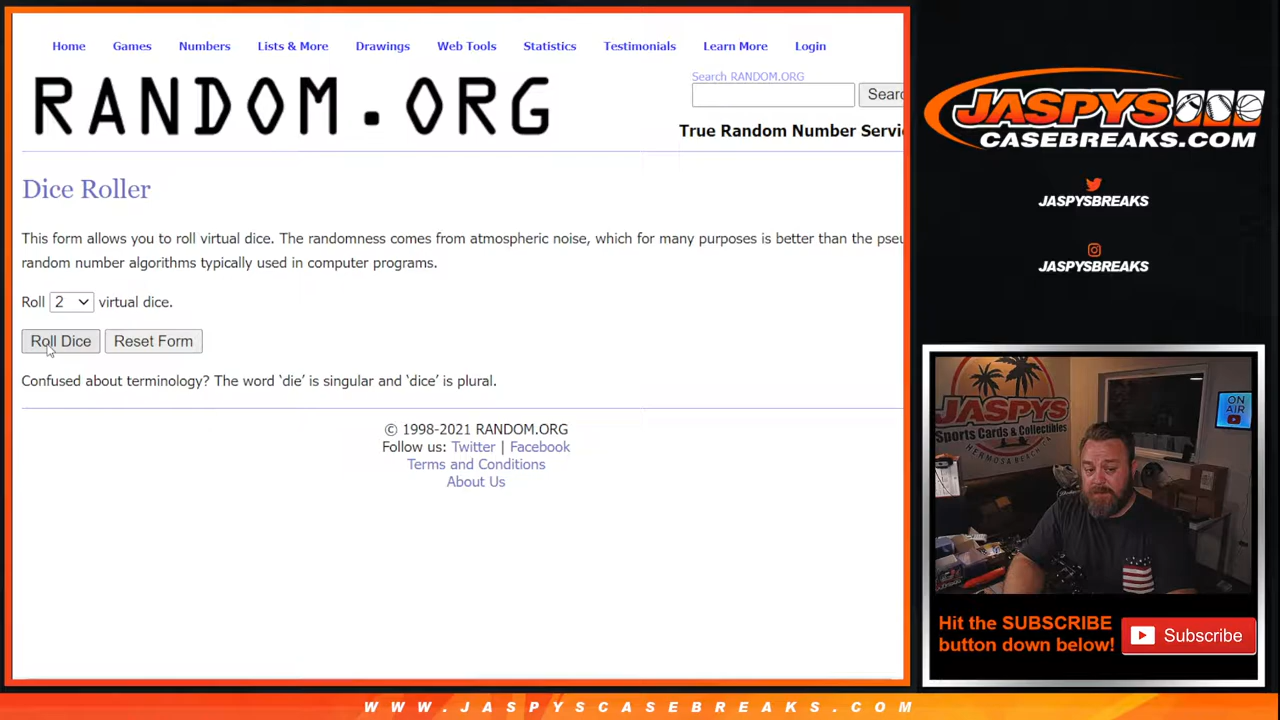 Home Games Numbers Lists & More Drawings Web Tools Statistics Testimonials Learn More Login
RANDOM.ORG
Search RANDOM.ORG
Searc
True Random Number Servi
Dice Roller
This form allows you to roll virtual dice. The randomness comes from atmospheric noise, which for many purposes is better than the pseu
random number algorithms typically used in computer programs.
Roll 2 virtual dice.
Roll Dice Reset Form
Confused about terminology? The word ‘die’ is singular and ‘dice’ is plural.
© 1998-2021 RANDOM.ORG
Follow us: Twitter | Facebook
Terms and Conditions
About Us
JASPYS
CASEBREAKS.COM
JASPYSBREAKS
JASPYSBREAKS
JASPYS
Sports Cards & Collectibles
HERMOSA BEACH, CA
ON
AIR
Hit the SUBSCRIBE
button down below!
Subscribe
WWW.JASPYSCASEBREAKS.COM